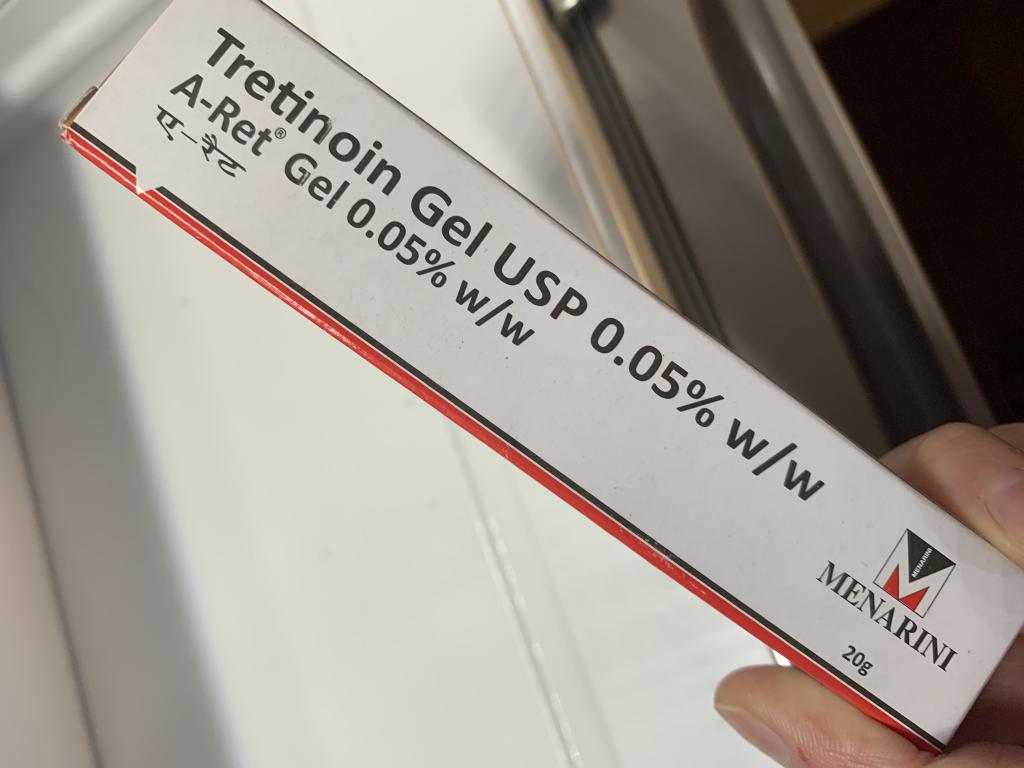 Tretinoin Gel USP 0.05% w/w
A-Ret® Gel 0.05% w/w
ए-रेट
MENARINI
MENARINI
20g